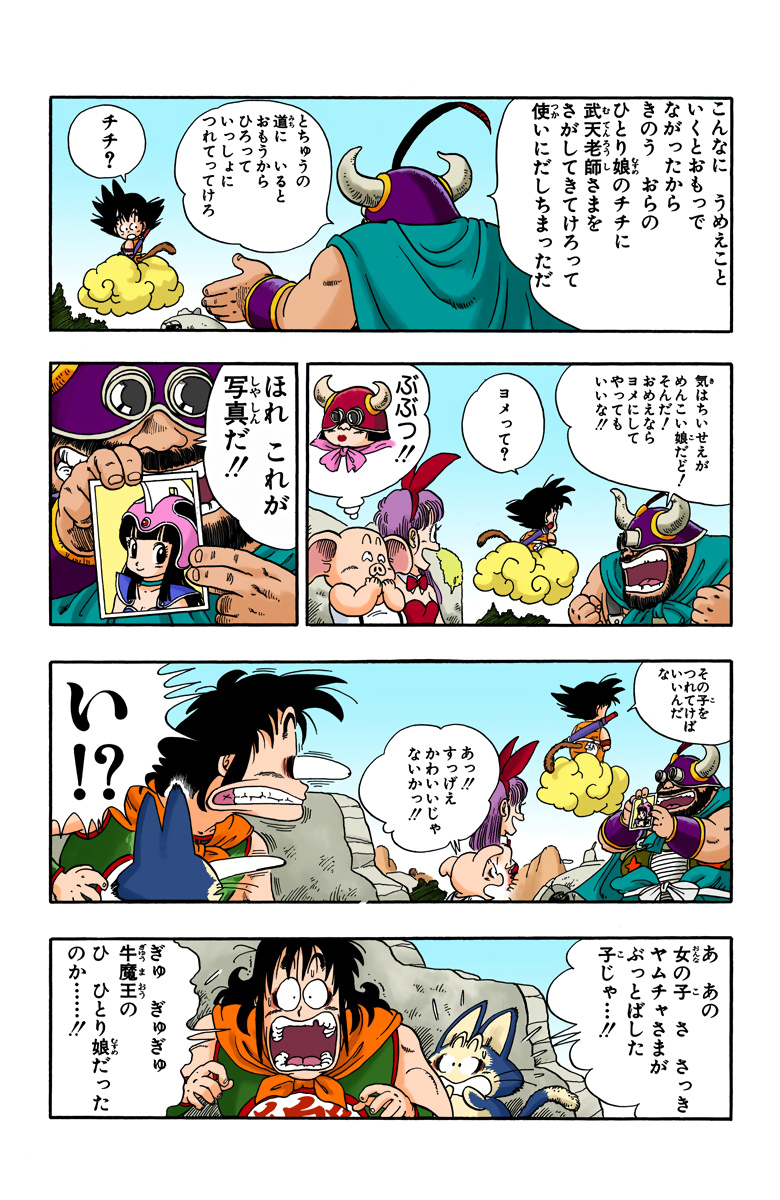 こんなに うめえこと
いくとおもっで
ながったから
きのう おらの
ひとり娘のチチに
武天老師さまを
さがしてきてけろって
使いにだしちまっただ
とちゅうの
道に いると
おもうから
ひろって
いっしょに
つれてってけろ
チチ?
気はちいせえが
めんこい娘だど!
そんだ!
おめえなら
ヨメにして
やっても
いいな!!
ヨメって?
ぶぶっ!!
ほれ これが
写真だ!!
その子を
つれてけば
いいんだ
な
あっ!!
すっげえ
かわいいじゃ
ないかっ!!
い!?
あ あの
女の子 さ さっき
ヤムチャさまが
ぶっとばした
子じゃ…!!
ぎゅ ぎゅぎゅ
牛魔王の
ひ ひとり娘だった
のか……!!